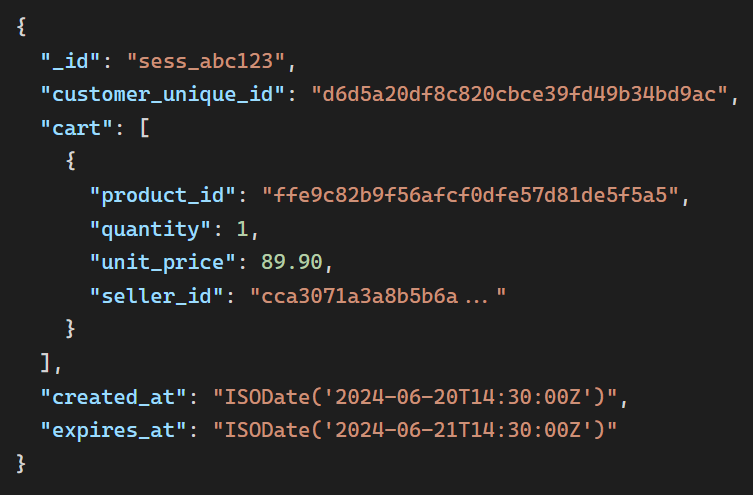 {
"_id": "sess_abc123",
"customer_unique_id": "d6d5a20df8c820cbce39fd49b34bd9ac",
"cart": [
{
"product_id": "ffe9c82b9f56afcf0dfe57d81de5f5a5",
"quantity": 1,
"unit_price": 89.90,
"seller_id": "cca3071a3a8b5b6a..."
}
],
"created_at": "ISODate('2024-06-20T14:30:00Z')",
"expires_at": "ISODate('2024-06-21T14:30:00Z')"
}